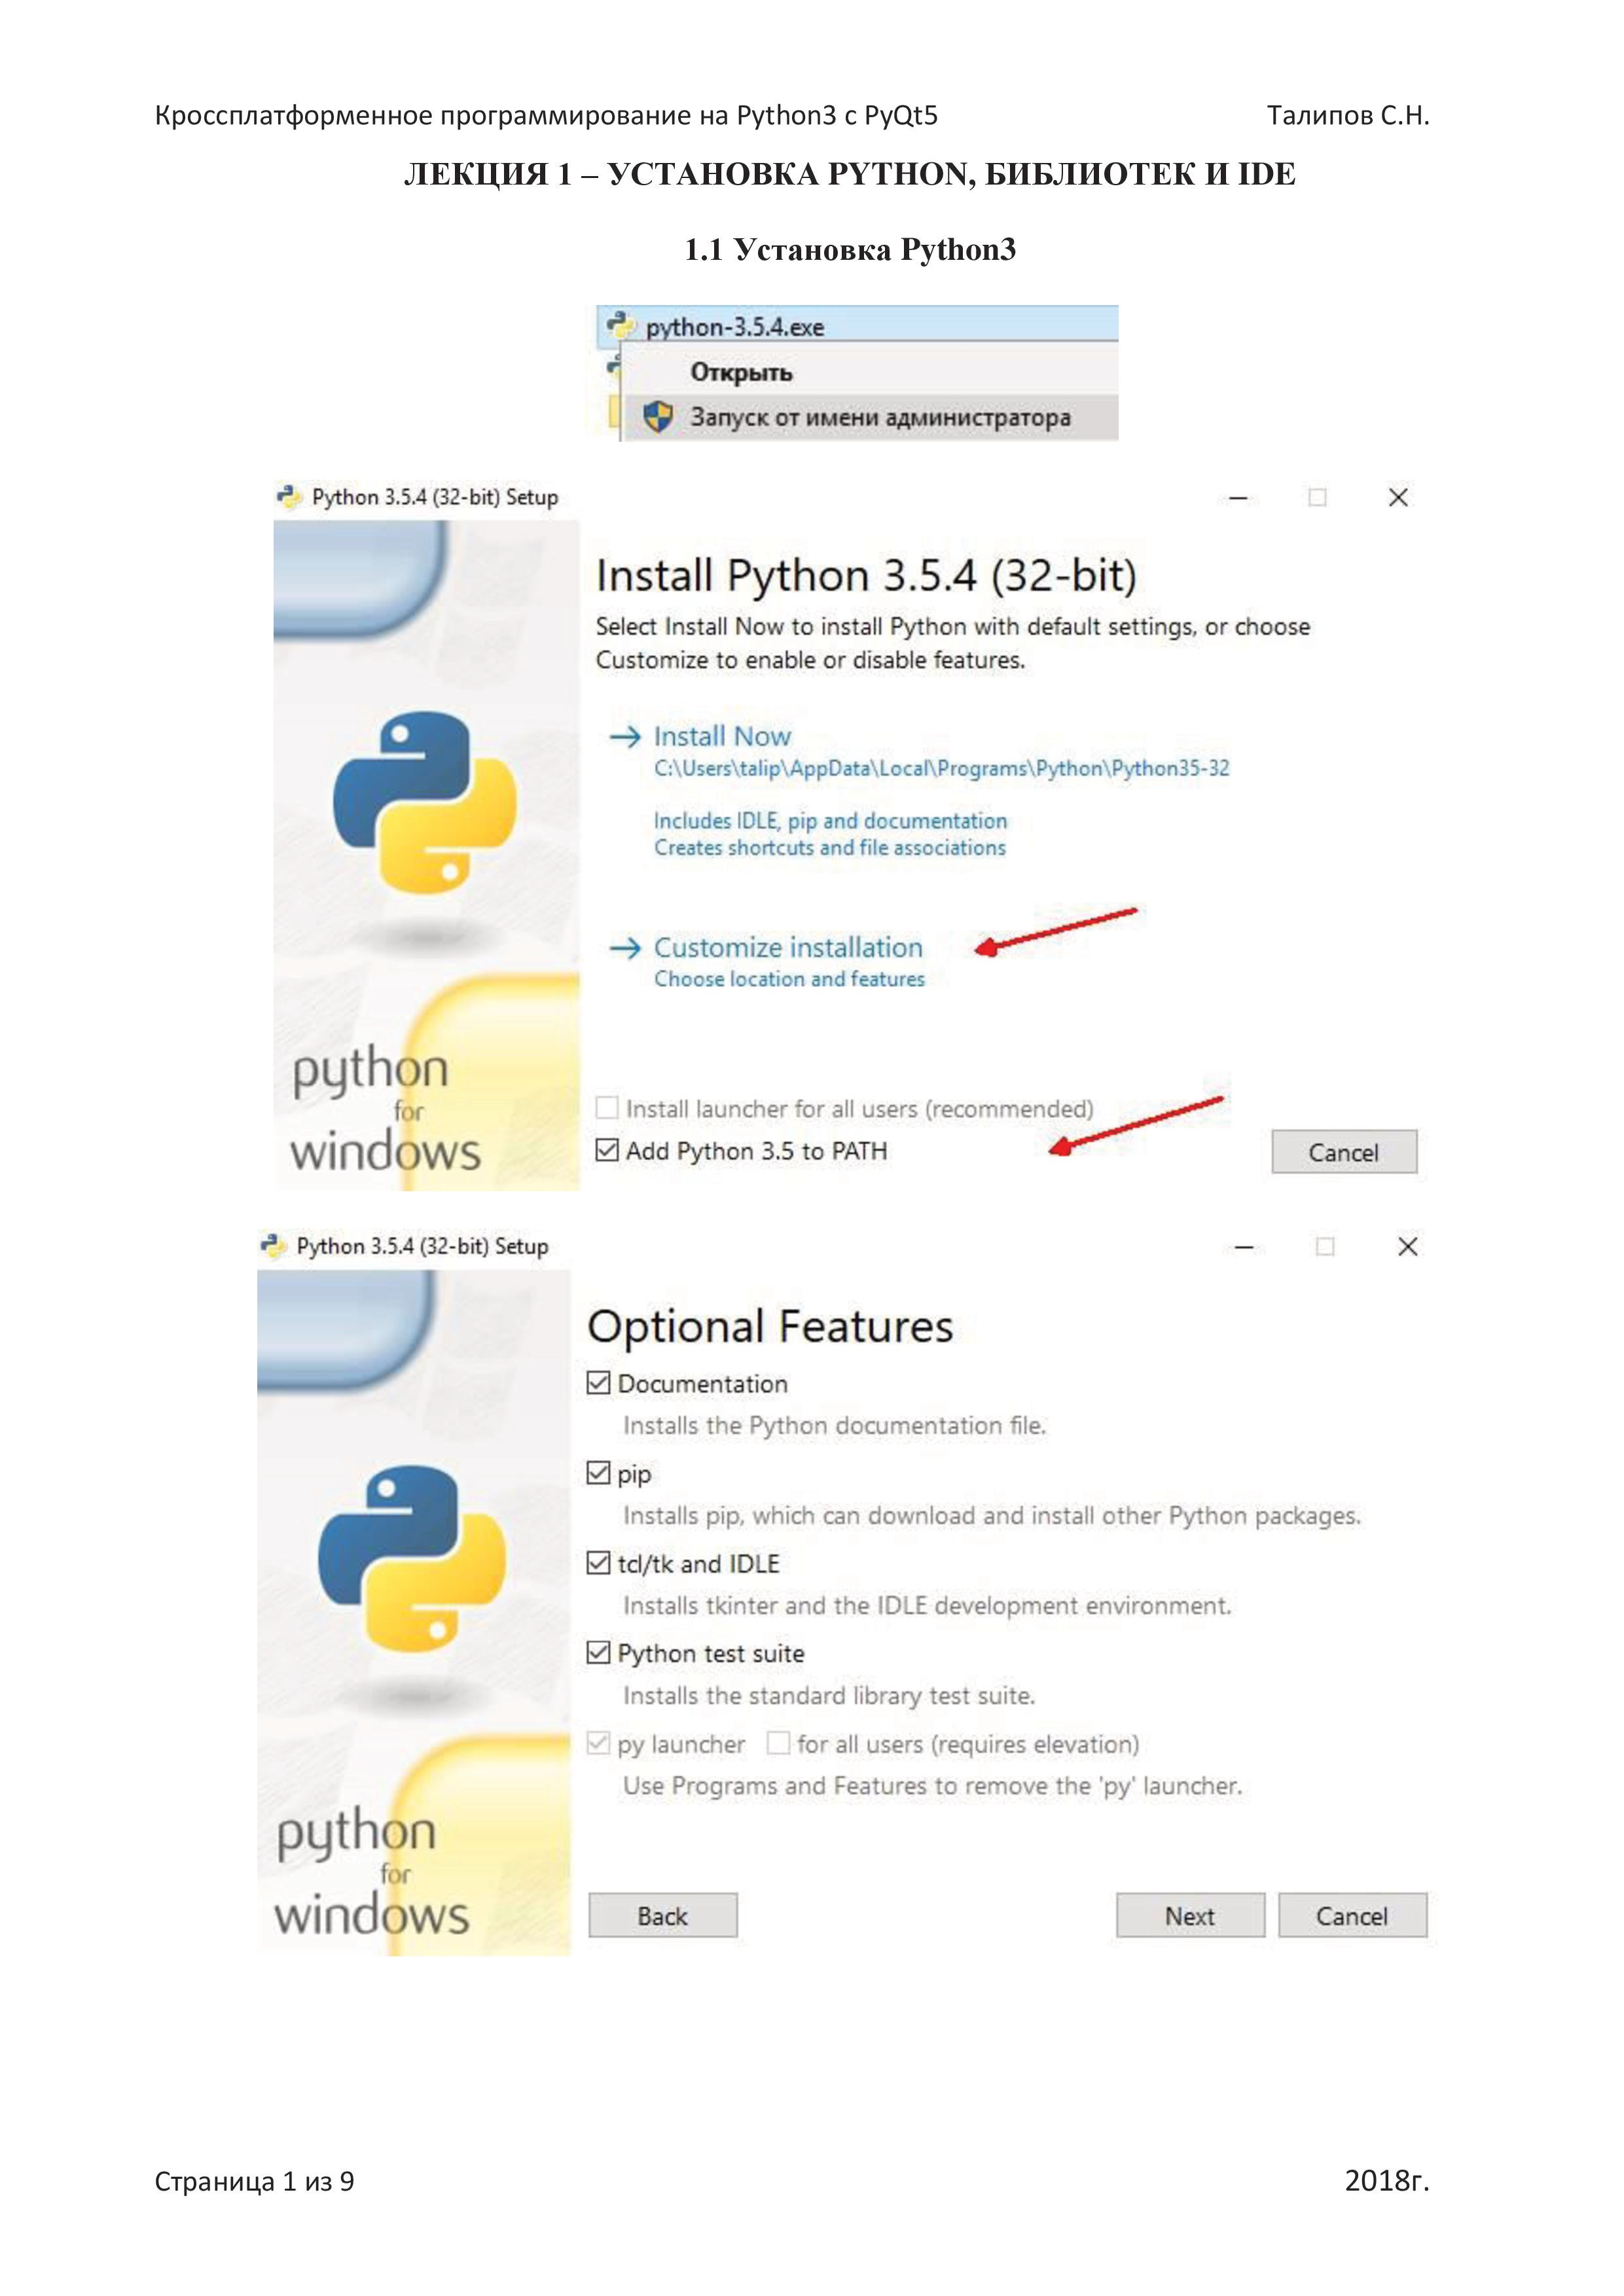 Кроссплатформенное программирование на Python3 с PyQt5 Талипов С.Н.
ЛЕКЦИЯ 1 – УСТАНОВКА PYTHON, БИБЛИОТЕК И IDE
1.1 Установка Python3
python-3.5.4.exe
Открыть
Запуск от имени администратора
Python 3.5.4 (32-bit) Setup
Install Python 3.5.4 (32-bit)
Select Install Now to install Python with default settings, or choose
Customize to enable or disable features.
Install Now
C:\Users\talip\AppData\Local\Programs\Python\Python35-32
Includes IDLE, pip and documentation
Creates shortcuts and file associations
Customize installation
Choose location and features
python
for
windows
Install launcher for all users (recommended)
Add Python 3.5 to PATH
Cancel
Python 3.5.4 (32-bit) Setup
Optional Features
Documentation
Installs the Python documentation file.
pip
Installs pip, which can download and install other Python packages.
tcl/tk and IDLE
Installs tkinter and the IDLE development environment.
Python test suite
Installs the standard library test suite.
py launcher for all users (requires elevation)
Use Programs and Features to remove the 'py' launcher.
python
for
windows
Back Next Cancel
Страница 1 из 9 2018г.